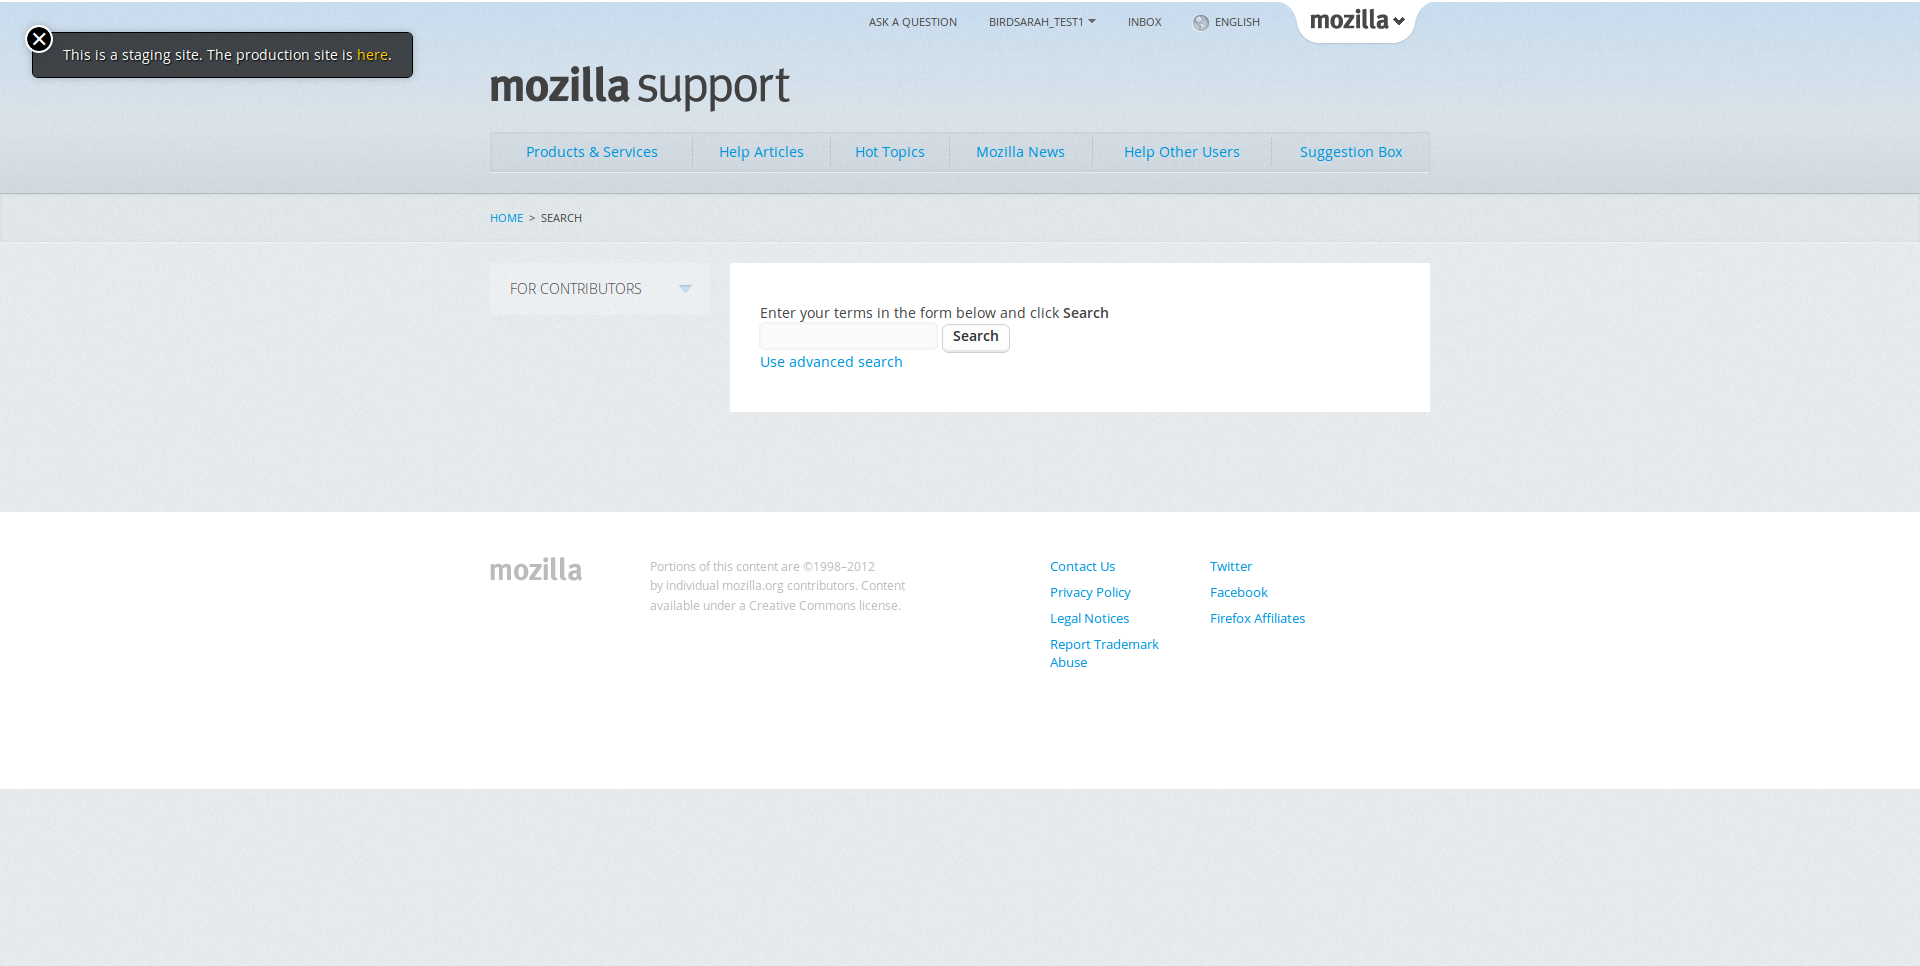 ASK A QUESTION BIRDSARAH_TEST1 INBOX ENGLISH mozilla
This is a staging site. The production site is here.
mozilla support
Products & Services Help Articles Hot Topics Mozilla News Help Other Users Suggestion Box
HOME > SEARCH
FOR CONTRIBUTORS
Enter your terms in the form below and click Search
Search
Use advanced search
mozilla
Portions of this content are ©1998–2012
by individual mozilla.org contributors. Content
available under a Creative Commons license.
Contact Us
Privacy Policy
Legal Notices
Report Trademark
Abuse
Twitter
Facebook
Firefox Affiliates